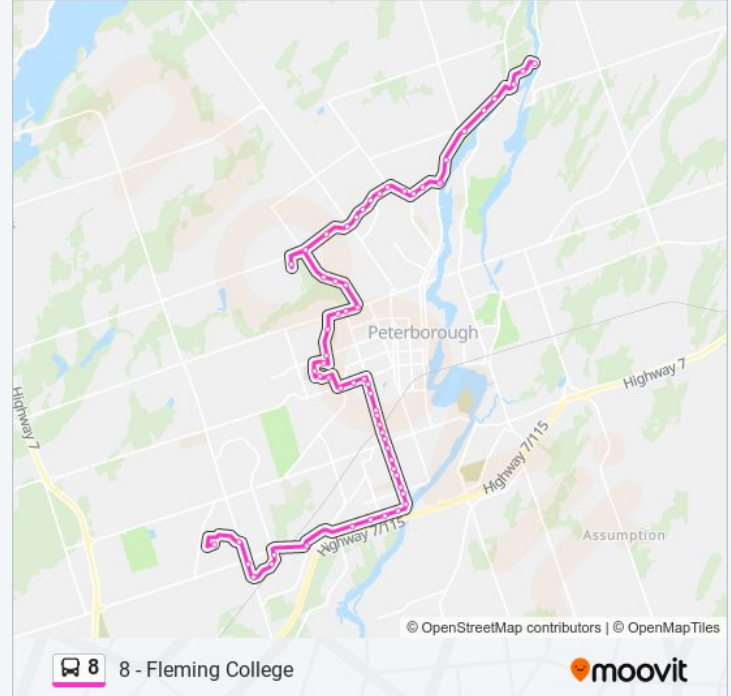 Peterborough
Highway 7
Highway 7
Highway 7/115
Highway 7/115
Assumption
© OpenStreetMap contributors | © OpenMapTiles
8
8 - Fleming College
moovit